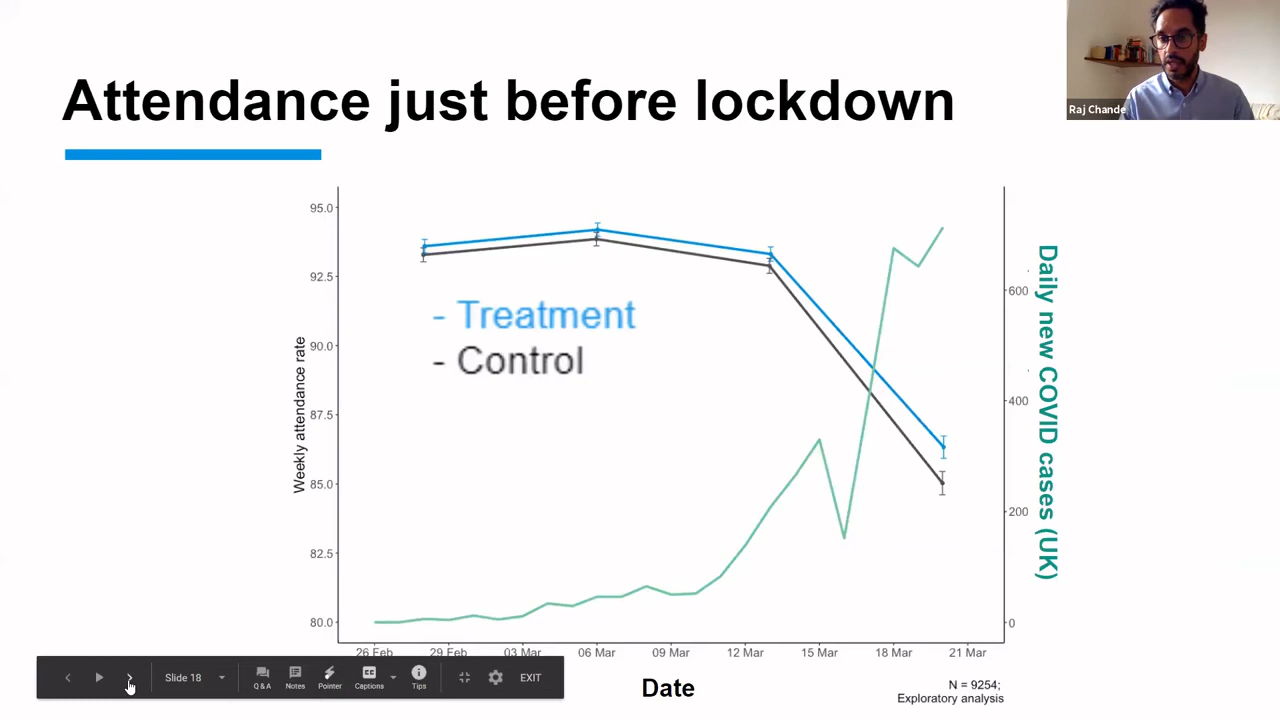 Attendance just before lockdown
Raj Chande
95.0
92.5
90.0
87.5
85.0
82.5
80.0
Weekly attendance rate
- Treatment
- Control
600
400
200
0
Daily new COVID cases (UK)
26 Feb 29 Feb 03 Mar 06 Mar 09 Mar 12 Mar 15 Mar 18 Mar 21 Mar
Date
N = 9254;
Exploratory analysis
Slide 18
Q & A Notes Pointer Captions Tips
EXIT